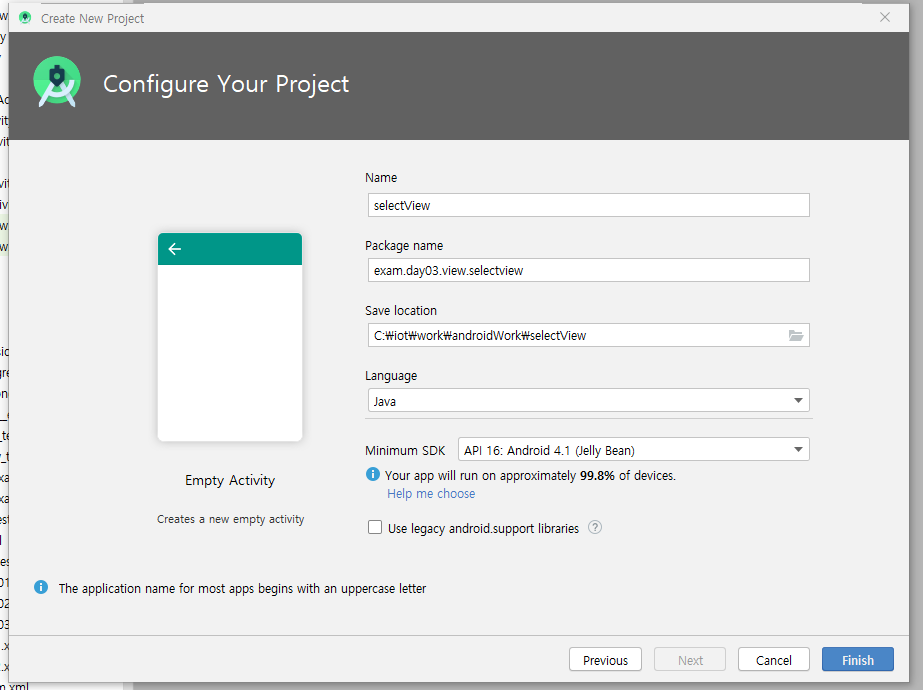 Create New Project
Configure Your Project
Name
selectView
Package name
exam.day03.view.selectview
Save location
C:₩iot₩work₩androidWork₩selectView
Language
Java
Minimum SDK
API 16: Android 4.1 (Jelly Bean)
Your app will run on approximately 99.8% of devices.
Help me choose
Use legacy android.support libraries
?
Empty Activity
Creates a new empty activity
The application name for most apps begins with an uppercase letter
Previous
Next
Cancel
Finish